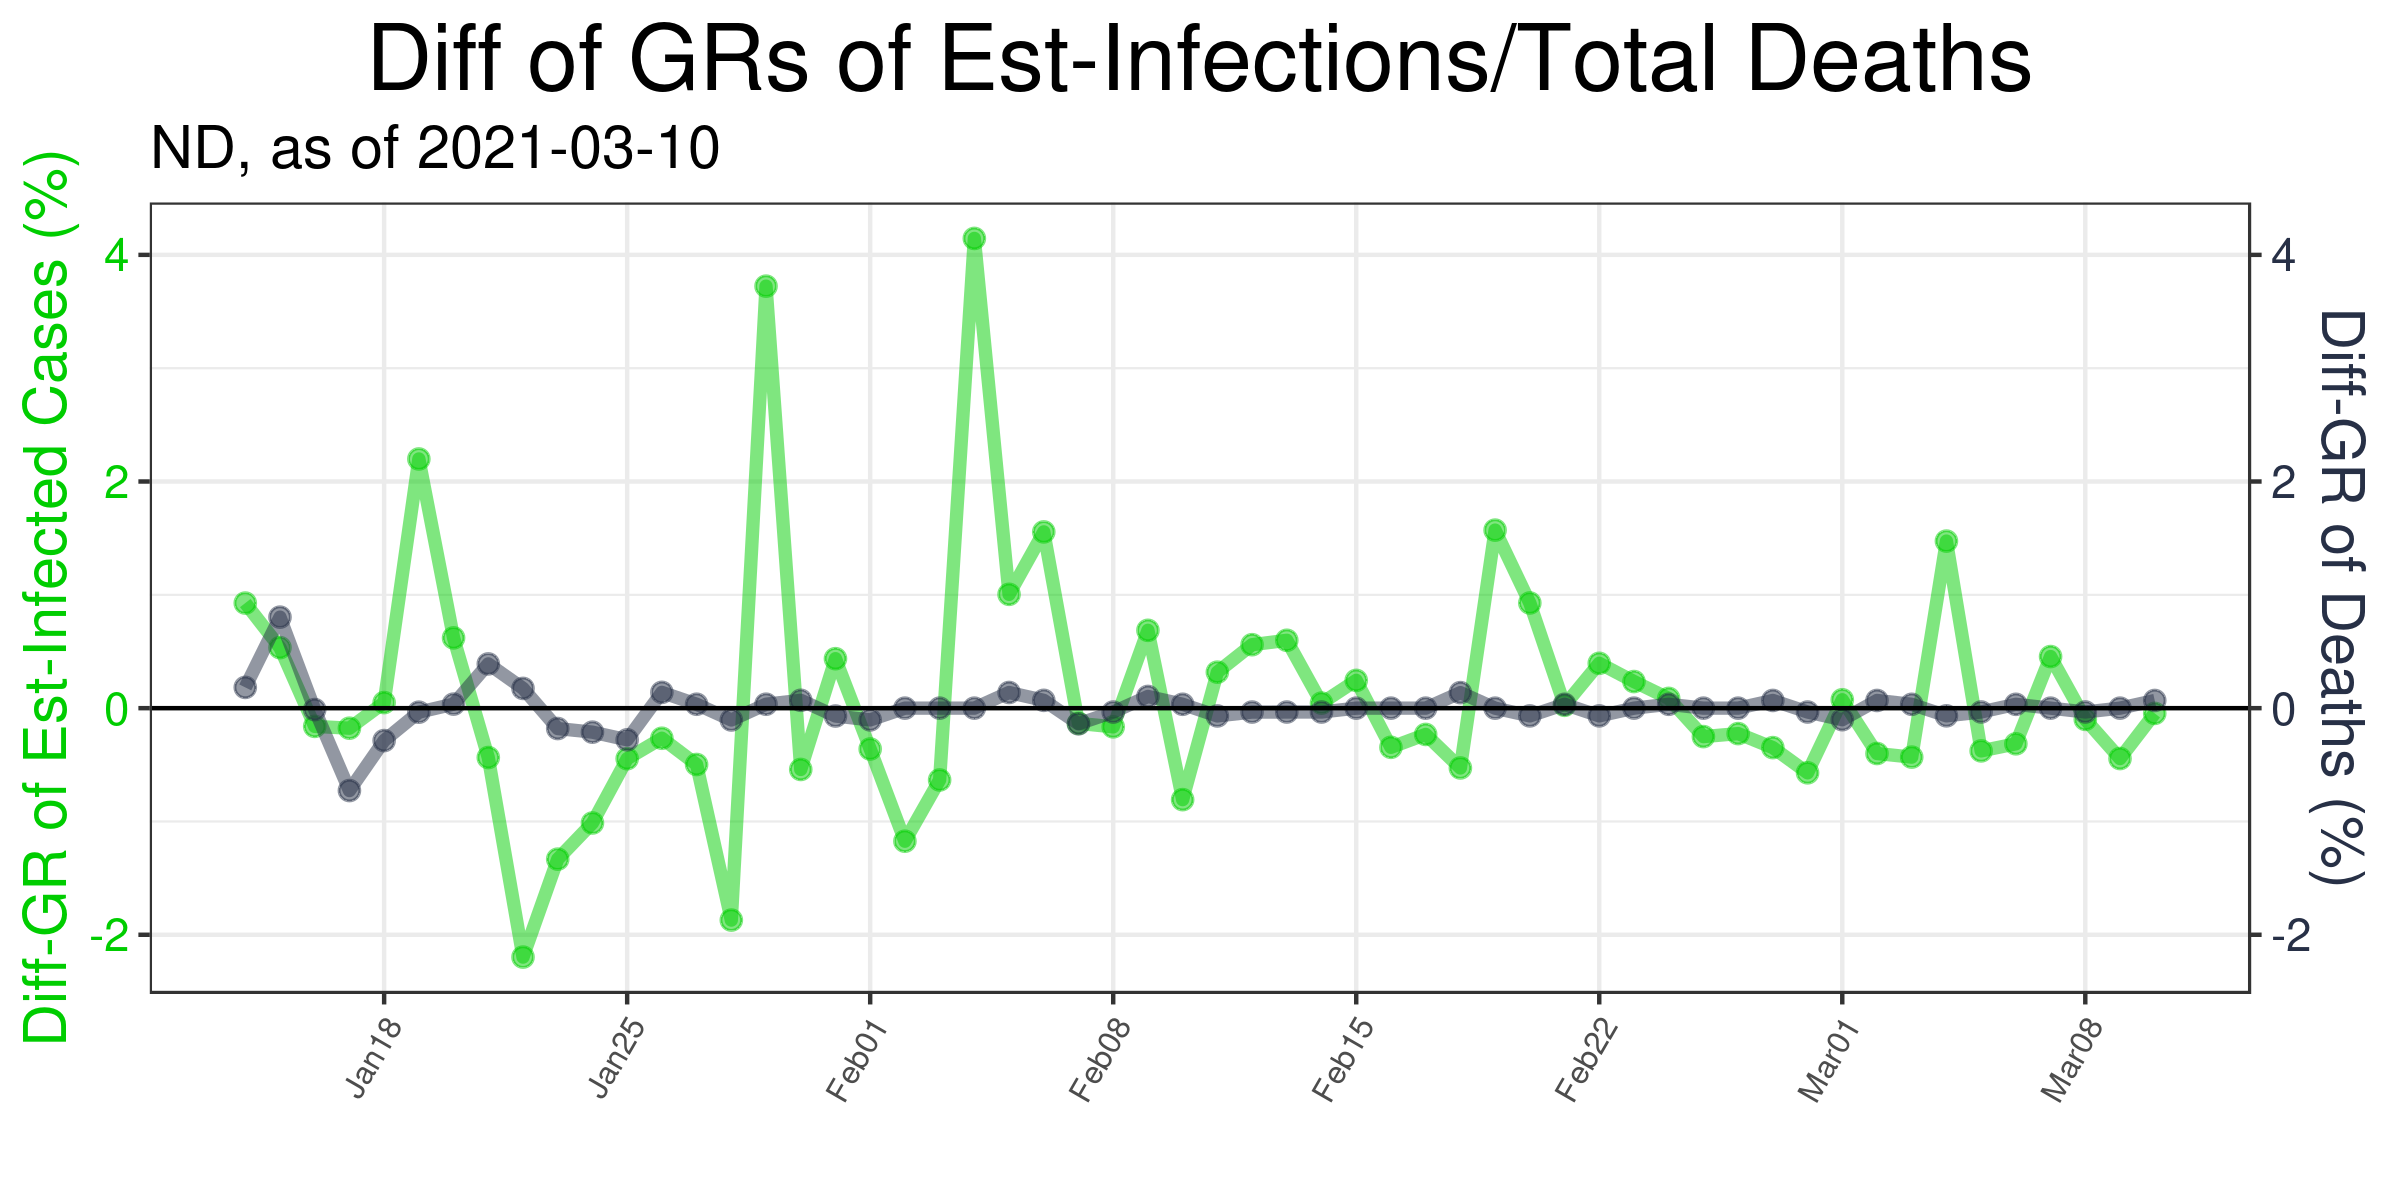 Diff of GRs of Est-Infections/Total Deaths
ND, as of 2021-03-10
Diff-GR of Est-Infected Cases (%)
4
2
0
-2
4
2
0
-2
Diff-GR of Deaths (%)
Jan18
Jan25
Feb01
Feb08
Feb15
Feb22
Mar01
Mar08